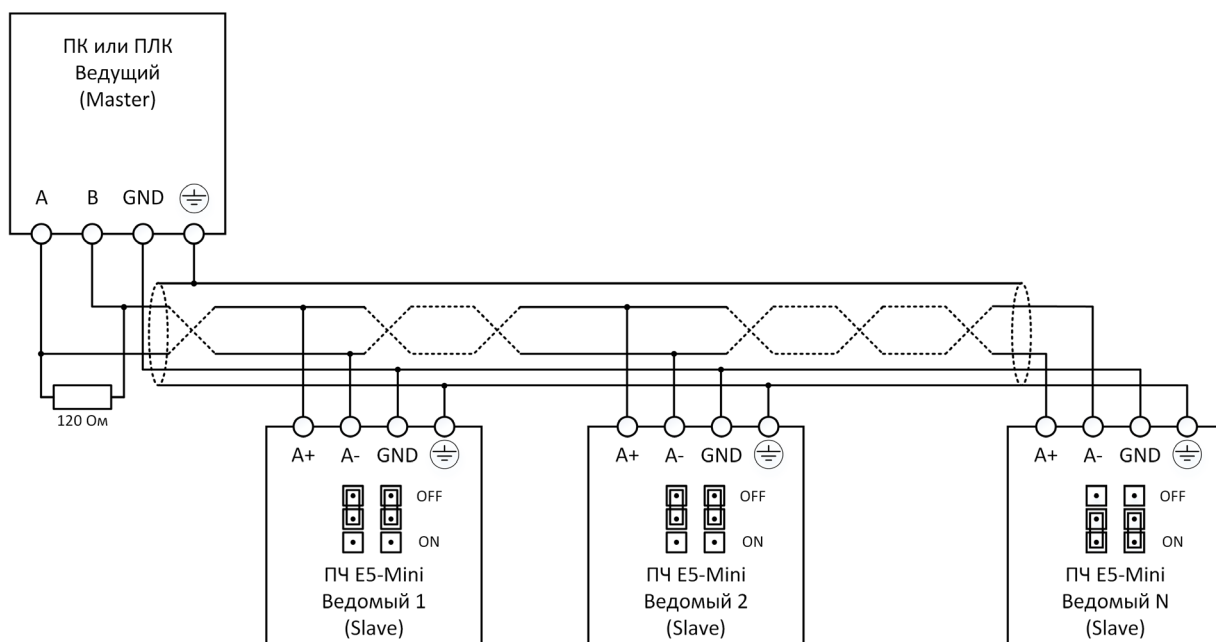 ПК или ПЛК
Ведущий
(Master)
A B GND
120 Ом
A+ A- GND
OFF
ON
ПЧ E5-Mini
Ведомый 1
(Slave)
A+ A- GND
OFF
ON
ПЧ E5-Mini
Ведомый 2
(Slave)
A+ A- GND
OFF
ON
ПЧ E5-Mini
Ведомый N
(Slave)